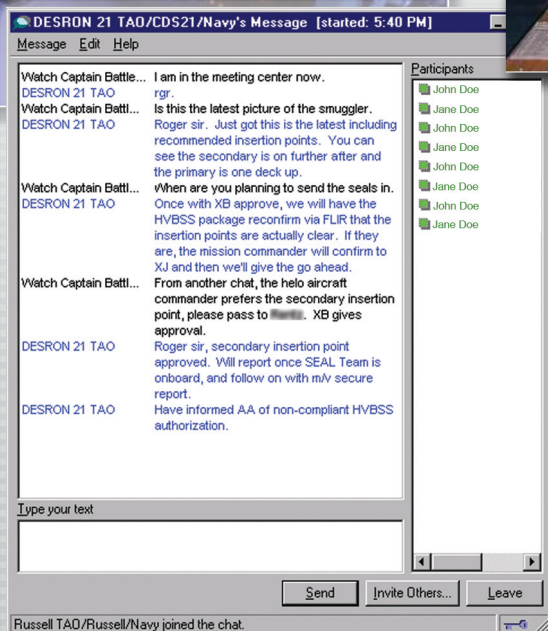 DESRON 21 TAO/CDS21/Navy's Message [started: 5:40 PM]
Message Edit Help
Participants
Watch Captain Battle... I am in the meeting center now.
DESRON 21 TAO rgr.
Watch Captain Battl... Is this the latest picture of the smuggler.
DESRON 21 TAO Roger sir. Just got this is the latest including
recommended insertion points. You can
see the secondary is on further after and
the primary is one deck up.
Watch Captain Battl... When are you planning to send the seals in.
DESRON 21 TAO Once with XB approve, we will have the
HVBSS package reconfirm via FLIR that the
insertion points are actually clear. If they
are, the mission commander will confirm to
XJ and then we'll give the go ahead.
Watch Captain Battl... From another chat, the helo aircraft
commander prefers the secondary insertion
point, please pass to . XB gives
approval.
DESRON 21 TAO Roger sir, secondary insertion point
approved. Will report once SEAL Team is
onboard, and follow on with m/v secure
report.
DESRON 21 TAO Have informed AA of non-compliant HVBSS
authorization.
John Doe
Jane Doe
John Doe
Jane Doe
John Doe
Jane Doe
John Doe
Jane Doe
Type your text
Send Invite Others... Leave
Russell TAO/Russell/Navy joined the chat.